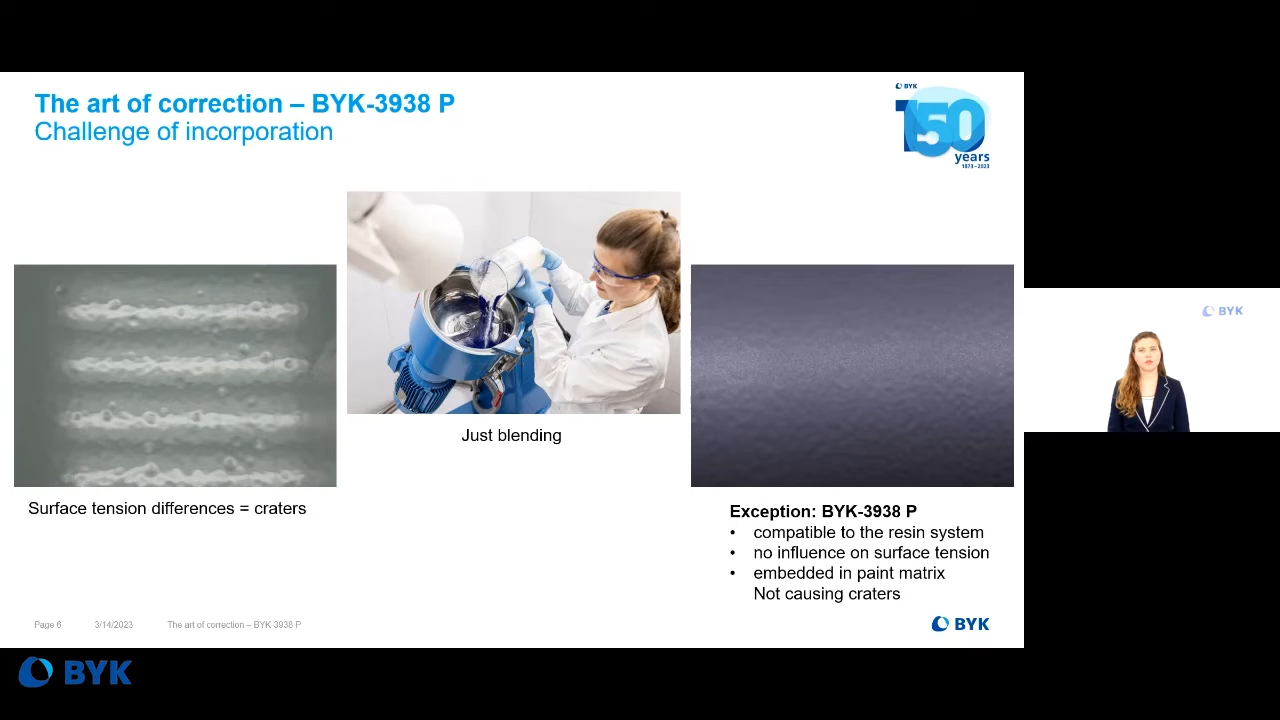 The art of correction – BYK-3938 P
Challenge of incorporation
BYK
150
years
1873–2023
Just blending
Surface tension differences = craters
Exception: BYK-3938 P
• compatible to the resin system
• no influence on surface tension
• embedded in paint matrix
Not causing craters
Page 6 3/14/2023 The art of correction – BYK-3938 P
BYK
BYK
BYK